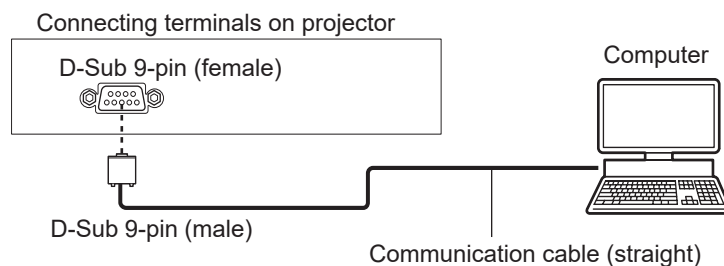 Connecting terminals on projector
D-Sub 9-pin (female)
Computer
D-Sub 9-pin (male)
Communication cable (straight)